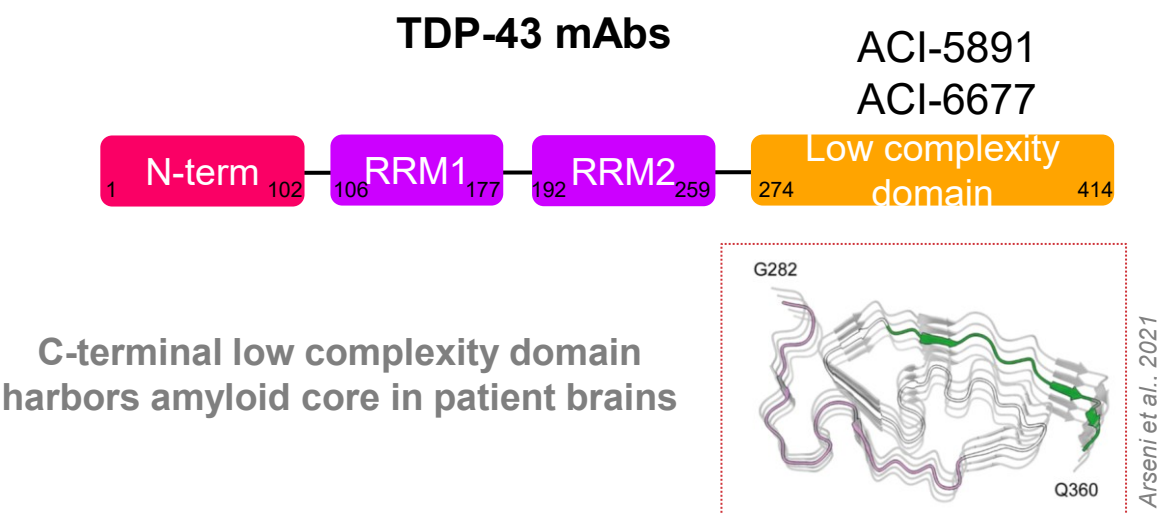 TDP-43 mAbs
ACI-5891
ACI-6677
N-term
1 102
RRM1
106 177
RRM2
192 259
Low complexity
domain
274 414
C-terminal low complexity domain
harbors amyloid core in patient brains
G282
Q360
Arseni et al., 2021